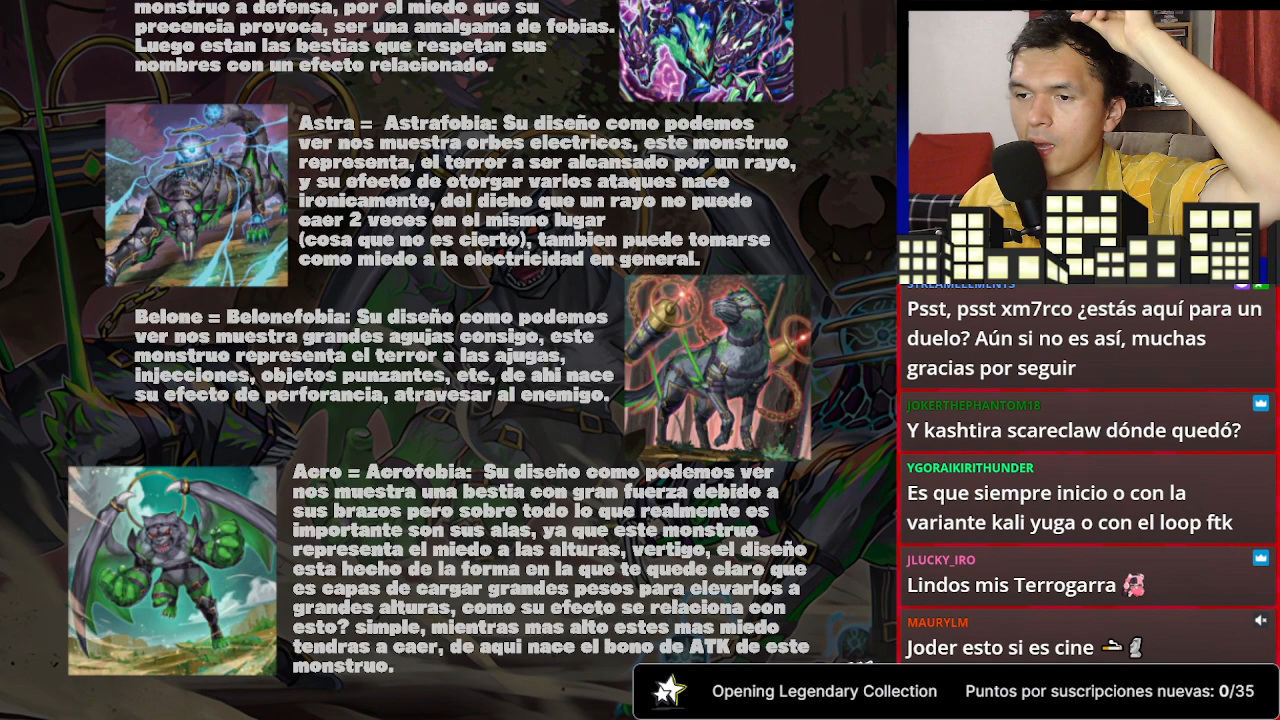 monstruo a defensa, por el miedo que su
precencia provoca, ser una amalgama de fobias.
Luego estan las bestias que respetan sus
nombres con un efecto relacionado.
Astra = Astrafobia: Su diseño como podemos
ver nos muestra orbes electricos, este monstruo
representa, el terror a ser alcansado por un rayo,
y su efecto de otorgar varios ataques nace
ironicamente, del dicho que un rayo no puede
caer 2 veces en el mismo lugar
(cosa que no es cierto), tambien puede tomarse
como miedo a la electricidad en general.
Belone = Belonefobia: Su diseño como podemos
ver nos muestra grandes agujas consigo, este
monstruo representa el terror a las ajugas,
injecciones, objetos punzantes, etc, de ahi nace
su efecto de perforancia, atravesar al enemigo.
Acro = Acrofobia: Su diseño como podemos ver
nos muestra una bestia con gran fuerza debido a
sus brazos pero sobre todo lo que realmente es
importante son sus alas, ya que este monstruo
representa el miedo a las alturas, vertigo, el diseño
esta hecho de la forma en la que te quede claro que
es capas de cargar grandes pesos para elevarlos a
grandes alturas, como su efecto se relaciona con
esto? simple, mientras mas alto estes mas miedo
tendras a caer, de aqui nace el bono de ATK de este
monstruo.
STREAMELEMENTS
Psst, psst xm7rco ¿estás aquí para un
duelo? Aún si no es así, muchas
gracias por seguir
JOKERTHEPHANTOM18
Y kashtira scareclaw dónde quedó?
YGORAIKIRITHUNDER
Es que siempre inicio o con la
variante kali yuga o con el loop ftk
JLUCKY_IRO
Lindos mis Terrogarra
MAURYLM
Joder esto si es cine
Opening Legendary Collection
Puntos por suscripciones nuevas: 0/35